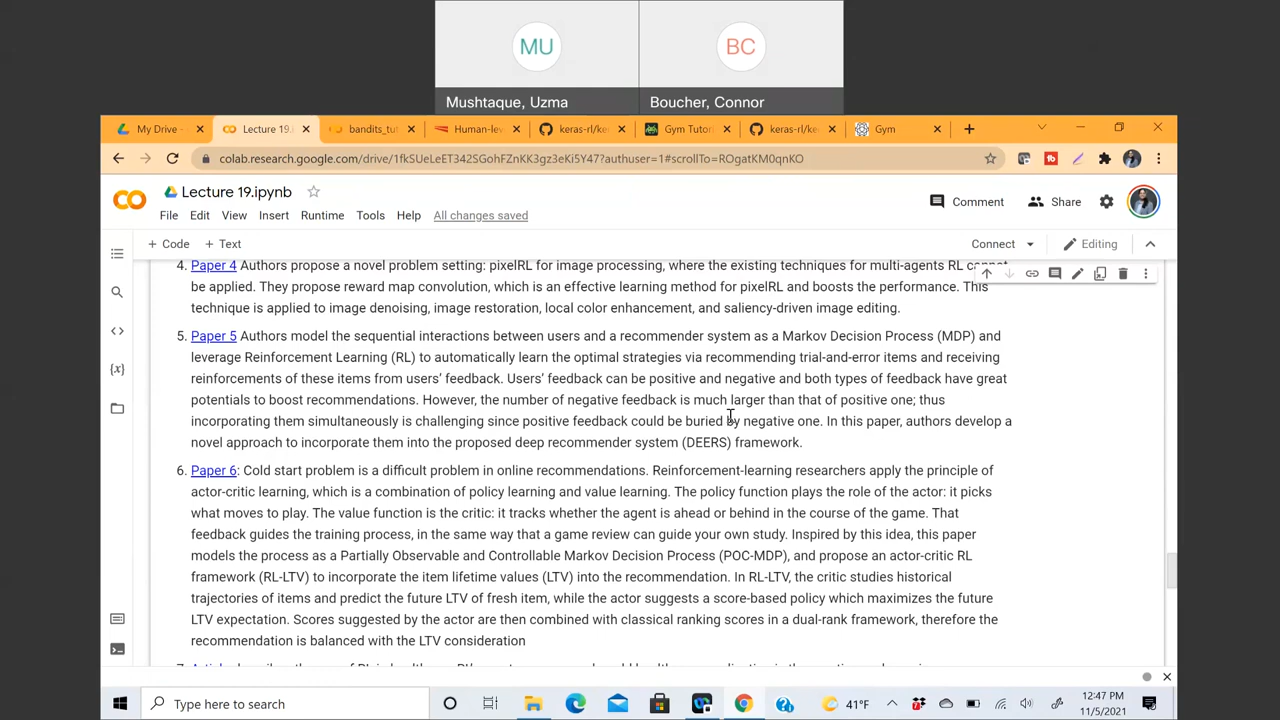 MU
BC
Mushtaque, Uzma
Boucher, Connor
My Drive -
Lecture 19.i
bandits_tut
Human-lev
keras-rl/ke
Gym Tutor
keras-rl/ke
Gym
colab.research.google.com/drive/1fkSUeLeET342SGohFZnKK3gz3eKi5Y47?authuser=1#scrollTo=ROgatKM0qnKO
Lecture 19.ipynb
Comment
Share
File Edit View Insert Runtime Tools Help All changes saved
+ Code + Text
Connect
Editing
4. Paper 4 Authors propose a novel problem setting: pixelRL for image processing, where the existing techniques for multi-agents RL cannot
be applied. They propose reward map convolution, which is an effective learning method for pixelRL and boosts the performance. This
technique is applied to image denoising, image restoration, local color enhancement, and saliency-driven image editing.
5. Paper 5 Authors model the sequential interactions between users and a recommender system as a Markov Decision Process (MDP) and
leverage Reinforcement Learning (RL) to automatically learn the optimal strategies via recommending trial-and-error items and receiving
reinforcements of these items from users' feedback. Users' feedback can be positive and negative and both types of feedback have great
potentials to boost recommendations. However, the number of negative feedback is much larger than that of positive one; thus
incorporating them simultaneously is challenging since positive feedback could be buried by negative one. In this paper, authors develop a
novel approach to incorporate them into the proposed deep recommender system (DEERS) framework.
6. Paper 6: Cold start problem is a difficult problem in online recommendations. Reinforcement-learning researchers apply the principle of
actor-critic learning, which is a combination of policy learning and value learning. The policy function plays the role of the actor: it picks
what moves to play. The value function is the critic: it tracks whether the agent is ahead or behind in the course of the game. That
feedback guides the training process, in the same way that a game review can guide your own study. Inspired by this idea, this paper
models the process as a Partially Observable and Controllable Markov Decision Process (POC-MDP), and propose an actor-critic RL
framework (RL-LTV) to incorporate the item lifetime values (LTV) into the recommendation. In RL-LTV, the critic studies historical
trajectories of items and predict the future LTV of fresh item, while the actor suggests a score-based policy which maximizes the future
LTV expectation. Scores suggested by the actor are then combined with classical ranking scores in a dual-rank framework, therefore the
recommendation is balanced with the LTV consideration
Type here to search
41°F
12:47 PM
11/5/2021